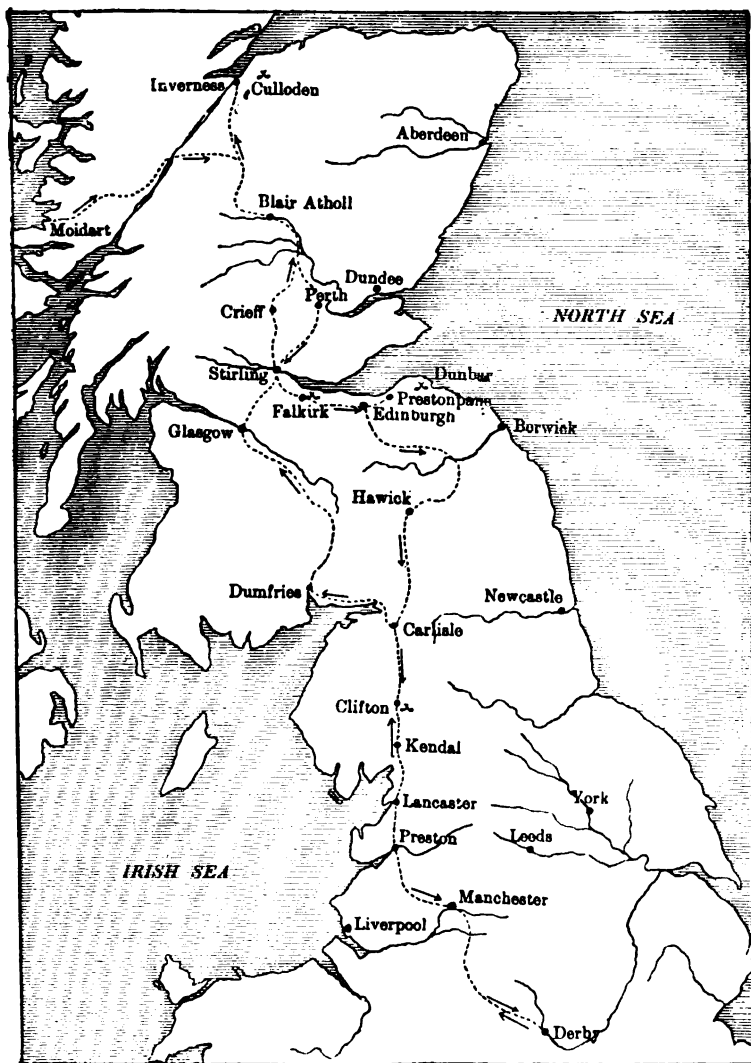 Inverness
Culloden
Aberdeen
Blair Atholl
Moidart
Dundee
Perth
Crieff
NORTH SEA
Stirling
Dunbar
Prestonpans
Falkirk
Edinburgh
Glasgow
Berwick
Hawick
Dumfries
Newcastle
Carlisle
Clifton
Kendal
Lancaster
York
Preston
Leeds
IRISH SEA
Manchester
Liverpool
Derby